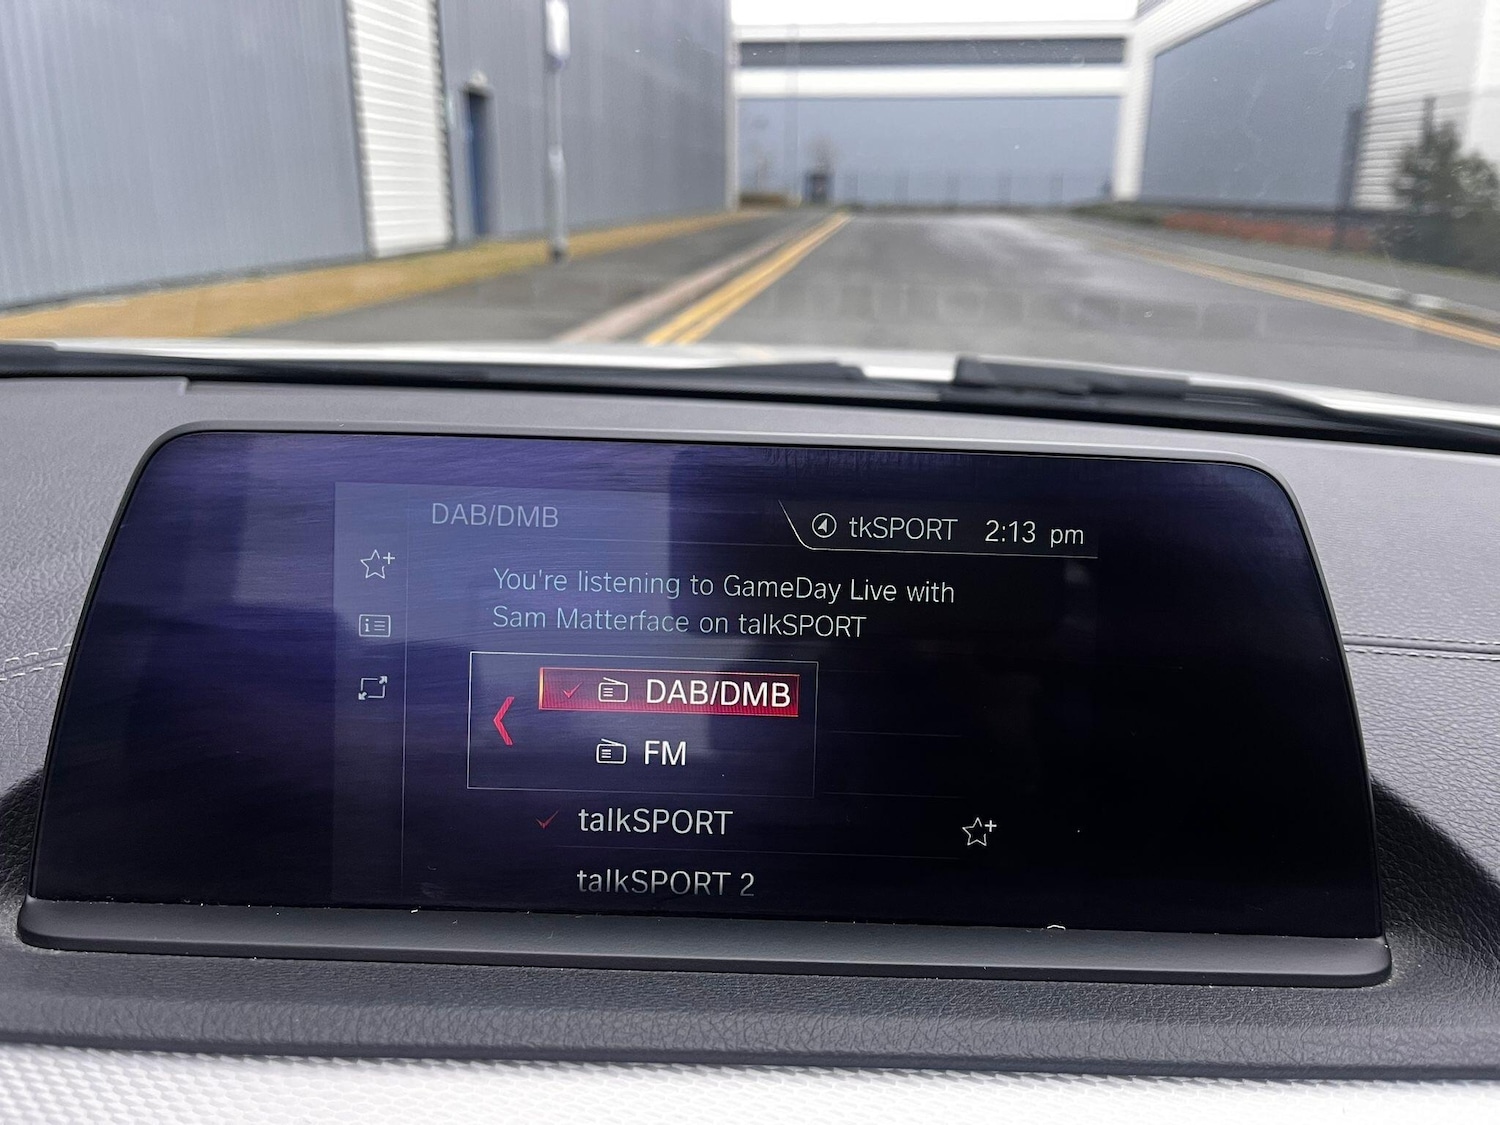 DAB/DMB
tkSPORT 2:13 pm
You're listening to GameDay Live with
Sam Matterface on talkSPORT
DAB/DMB
FM
talkSPORT
talkSPORT 2